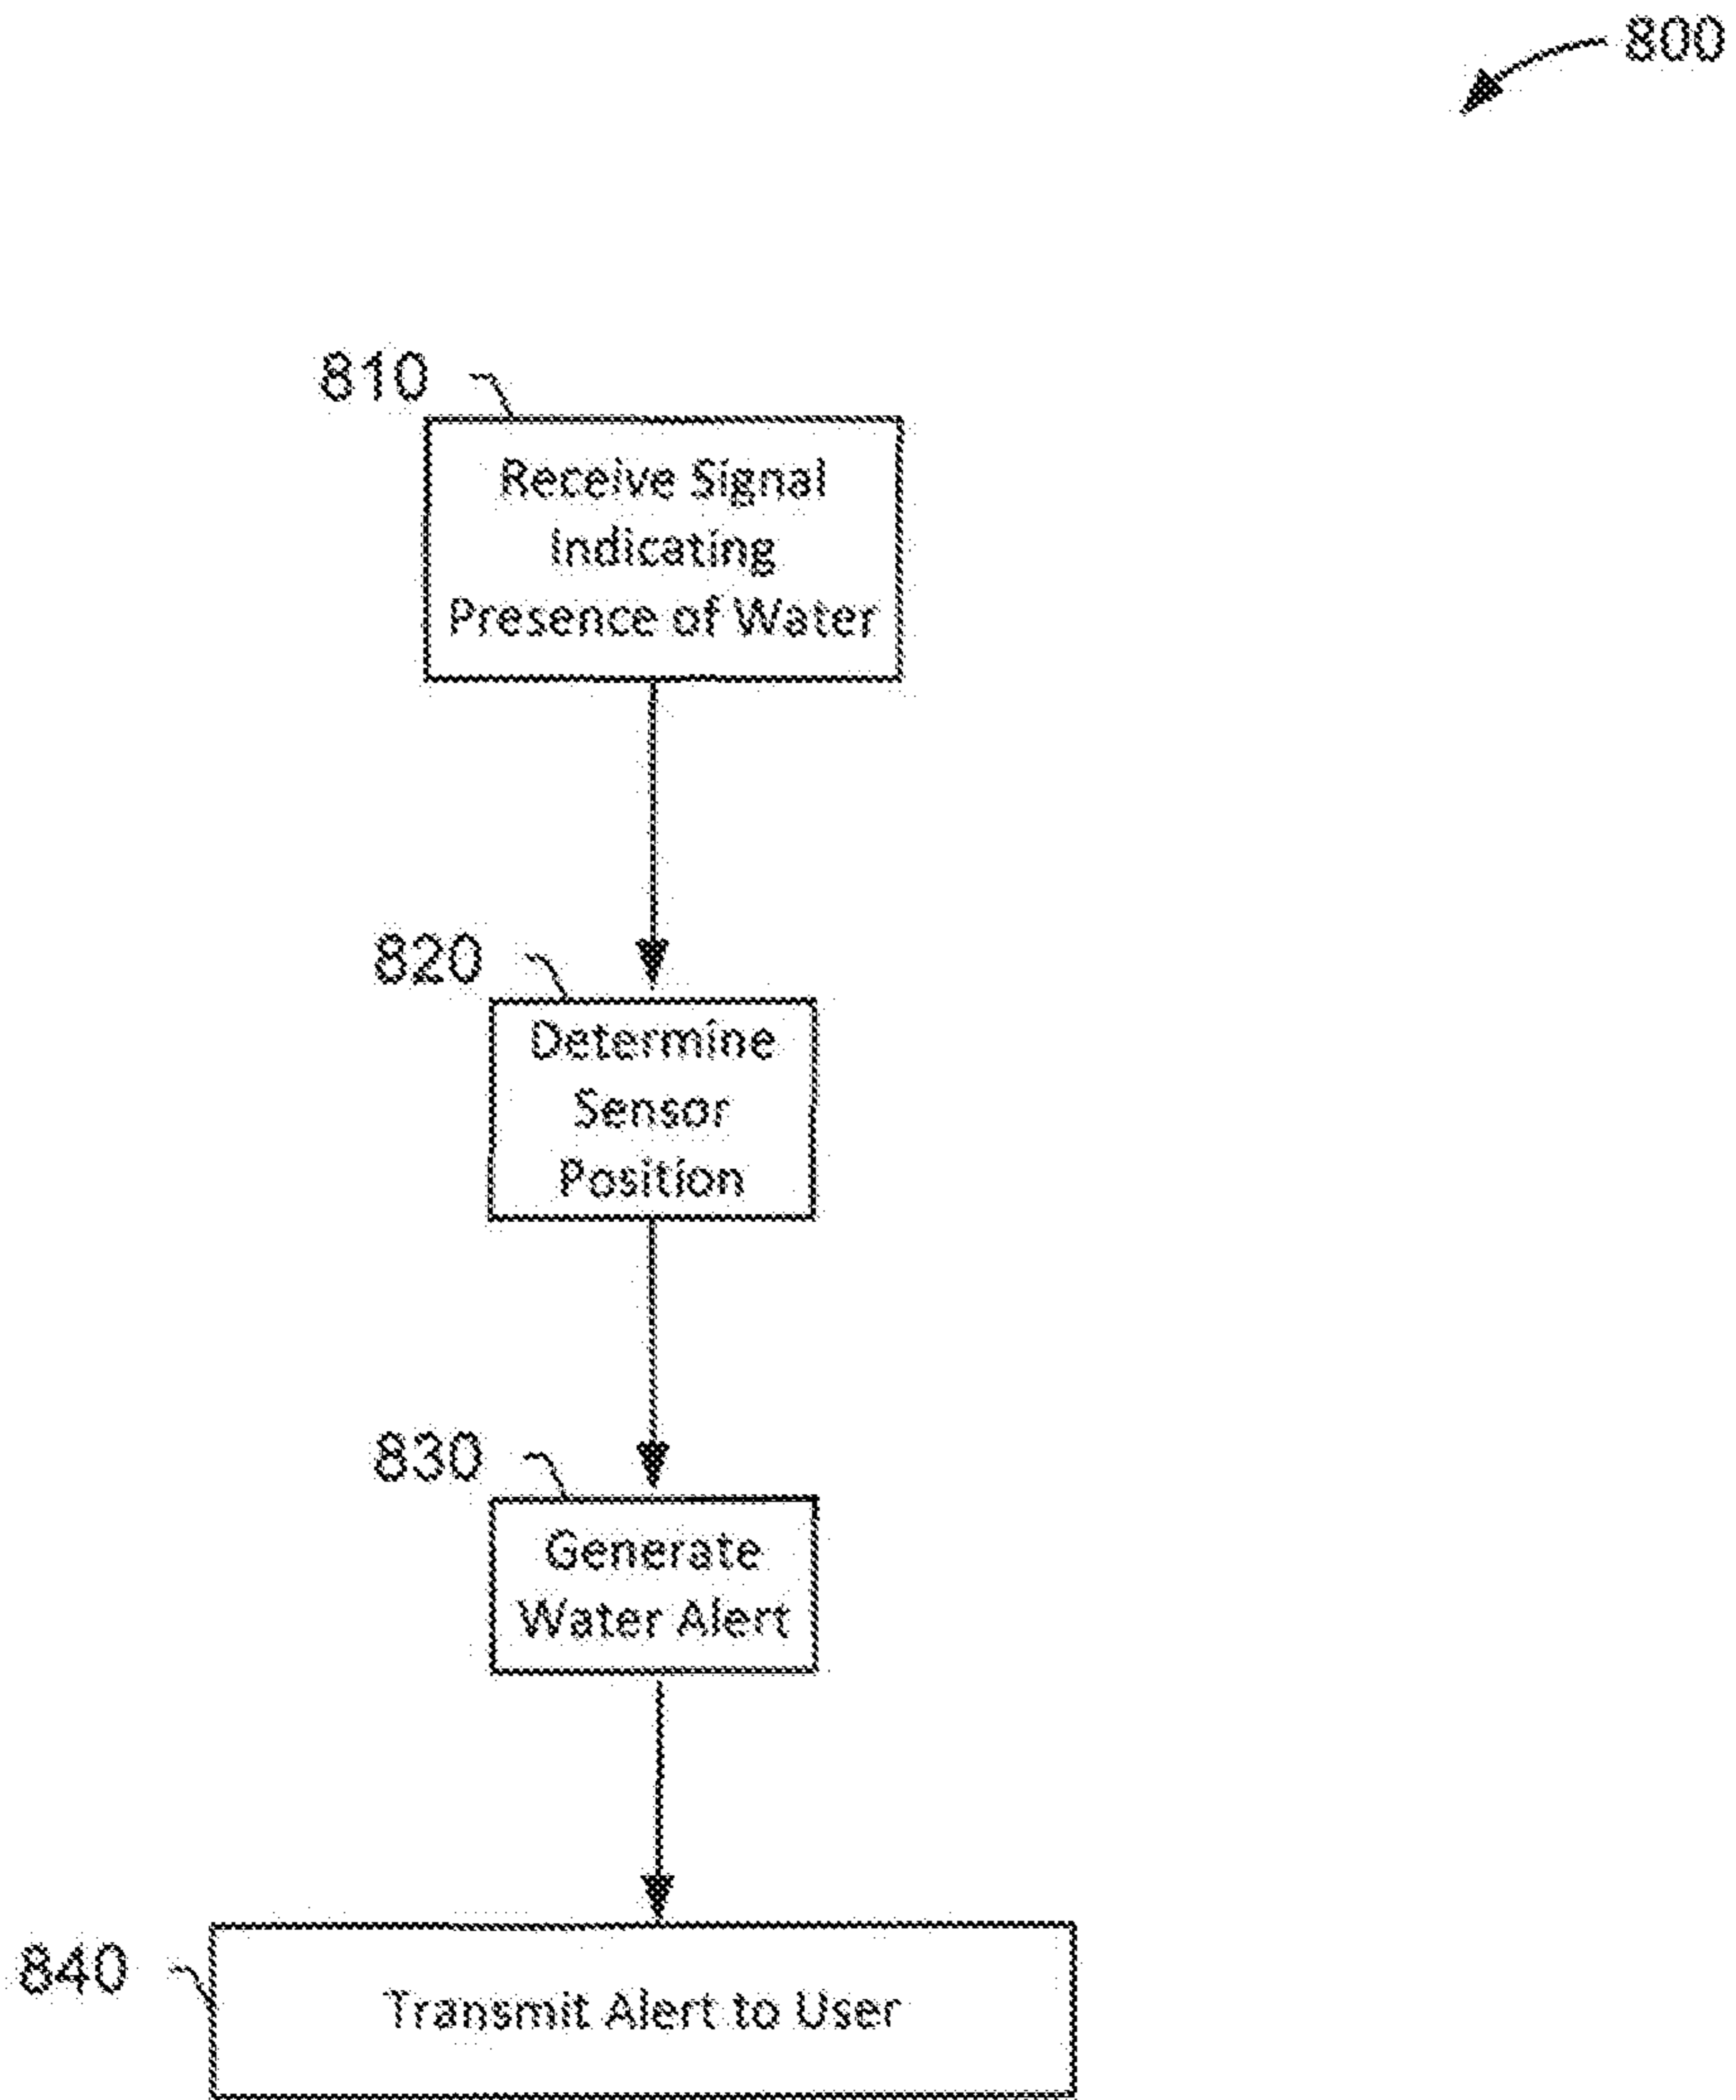 800
810
Receive Signal
Indicating
Presence of Water
820
Determine
Sensor
Position
830
Generate
Water Alert
840
Transmit Alert to User